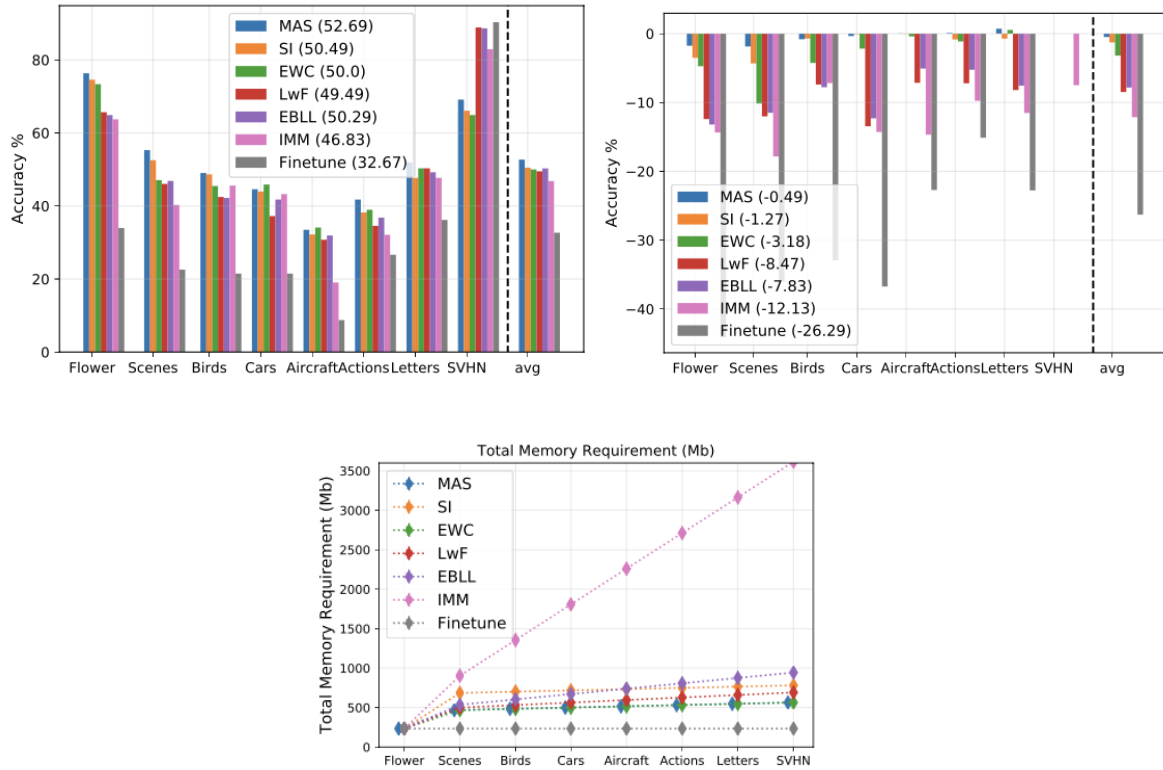 MAS (52.69)
SI (50.49)
EWC (50.0)
LwF (49.49)
EBLL (50.29)
IMM (46.83)
Finetune (32.67)
Accuracy %
80
60
40
20
0
Flower Scenes Birds Cars Aircraft Actions Letters SVHN avg
0
−10
−20
−30
−40
Accuracy %
MAS (-0.49)
SI (-1.27)
EWC (-3.18)
LwF (-8.47)
EBLL (-7.83)
IMM (-12.13)
Finetune (-26.29)
Flower Scenes Birds Cars Aircraft Actions Letters SVHN avg
Total Memory Requirement (Mb)
Total Memory Requirement (Mb)
3500
3000
2500
2000
1500
1000
500
0
MAS
SI
EWC
LwF
EBLL
IMM
Finetune
Flower Scenes Birds Cars Aircraft Actions Letters SVHN